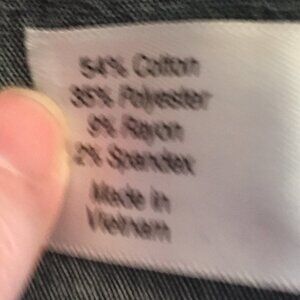 54% Cotton
35% Polyester
9% Rayon
2% Spandex
Made in
Vietnam